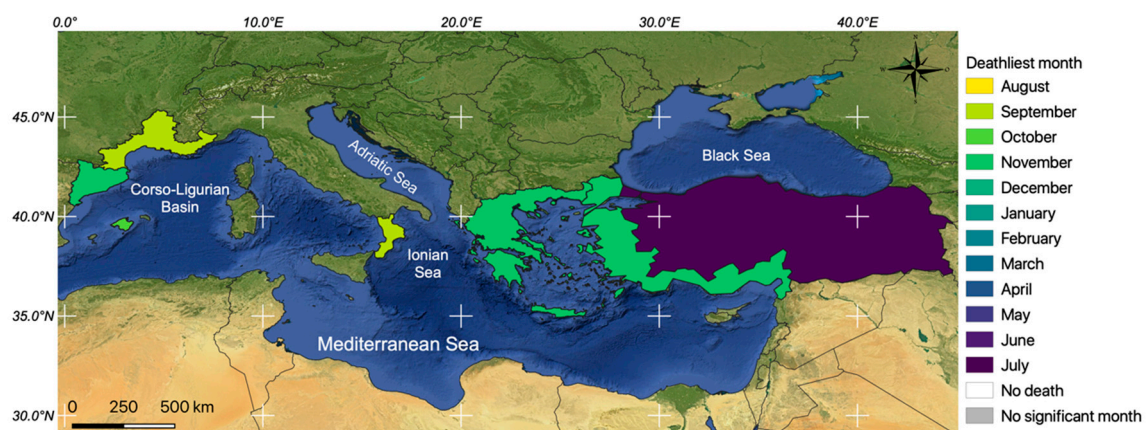 0.0° 10.0°E 20.0°E 30.0°E 40.0°E
N
W E
S
Deathliest month
August
September
October
November
December
January
February
March
April
May
June
July
No death
No significant month
45.0°N
40.0°N
35.0°N
30.0°N
Adriatic Sea
Black Sea
Corso-Ligurian
Basin
Ionian
Sea
Mediterranean Sea
0 250 500 km